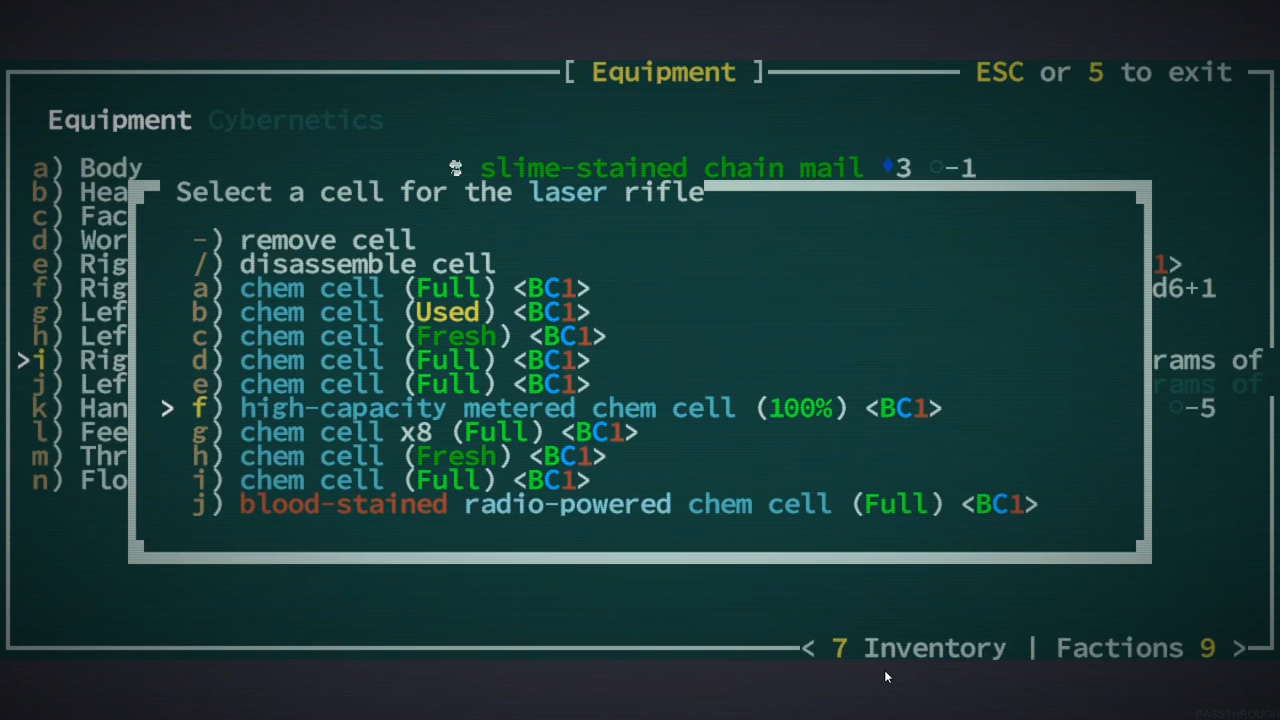 [ Equipment ] ESC or 5 to exit
Equipment Cybernetics
a) Body slime-stained chain mail ♦3 ○-1
b) Hea
Select a cell for the laser rifle
c) Fac
d) Wor -) remove cell
e) Rig /) disassemble cell 1>
f) Rig a) chem cell (Full) <BC1> d6+1
g) Lef b) chem cell (Used) <BC1>
h) Lef c) chem cell (Fresh) <BC1>
>i) Rig d) chem cell (Full) <BC1> rams of
j) Lef e) chem cell (Full) <BC1> rams of
k) Han > f) high-capacity metered chem cell (100%) <BC1> ○-5
l) Fee g) chem cell x8 (Full) <BC1>
m) Thr h) chem cell (Fresh) <BC1>
n) Flo i) chem cell (Full) <BC1>
j) blood-stained radio-powered chem cell (Full) <BC1>
< 7 Inventory | Factions 9 >